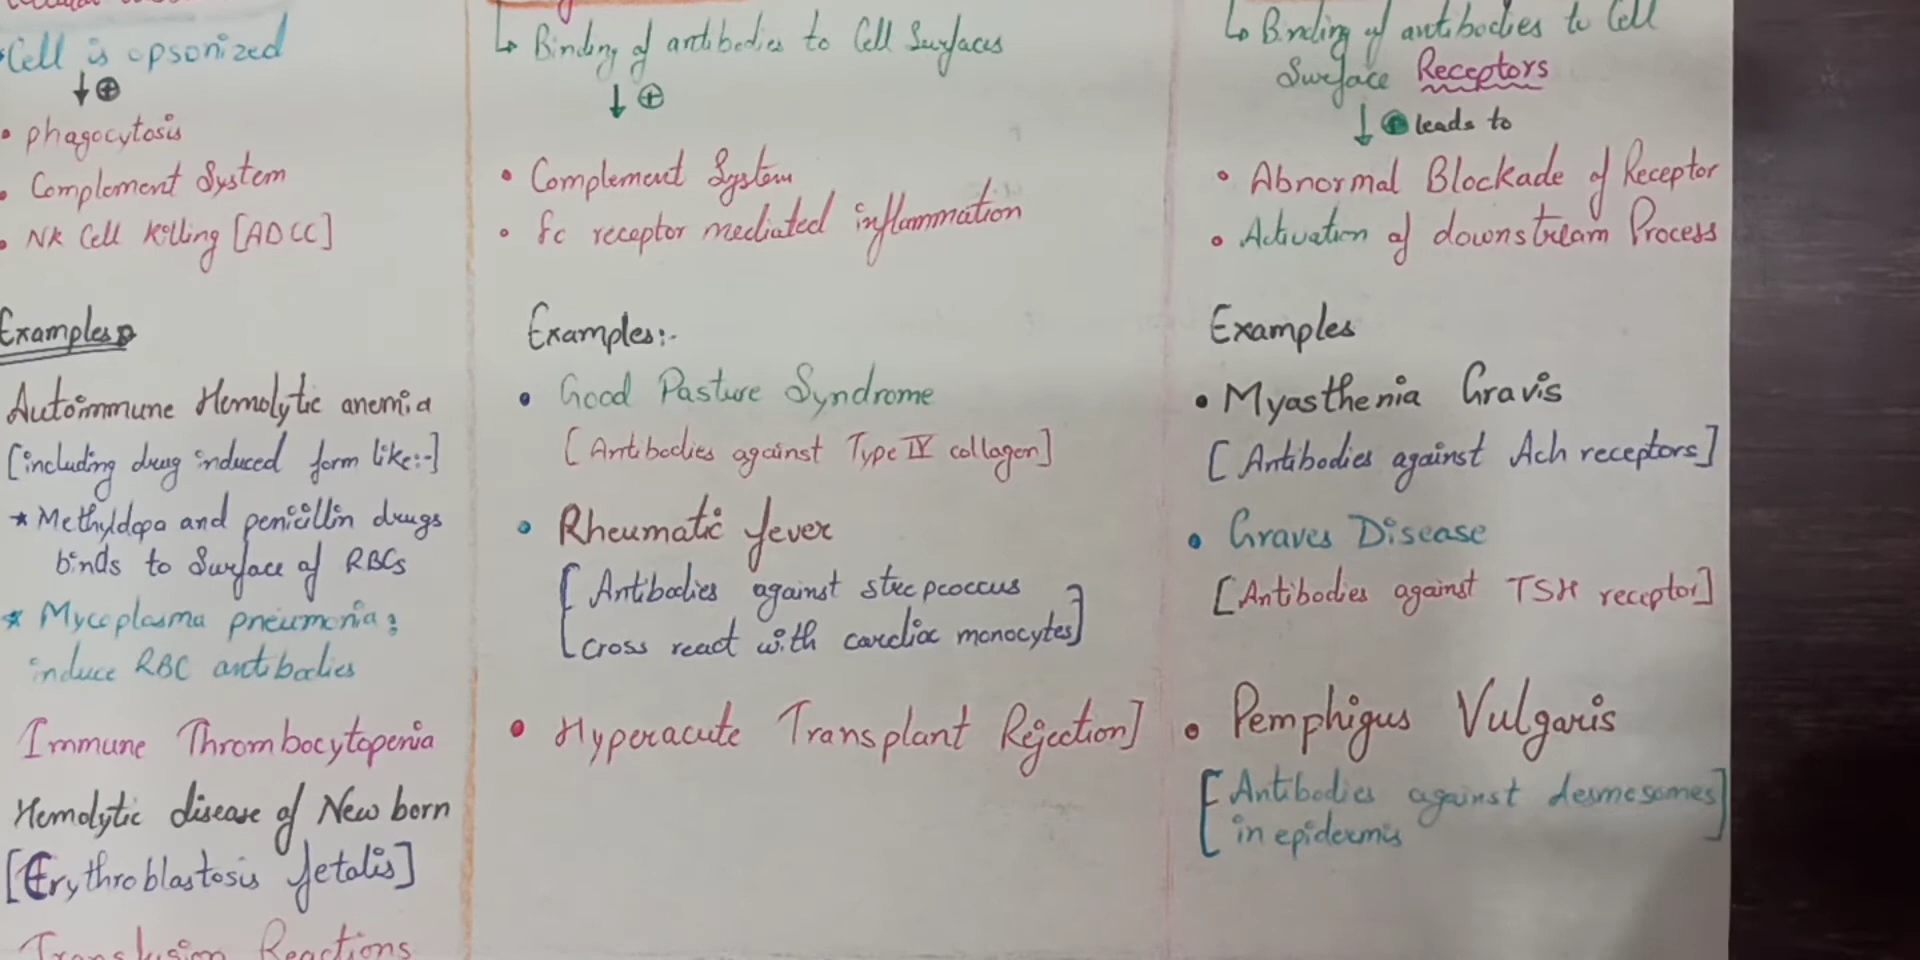 Cell is opsonized
↓ ⊕
• phagocytosis
• Complement System
• NK Cell Killing [ADCC]
Examples
Autoimmune Hemolytic anemia
[including drug induced form like:-]
* Methyldopa and penicillin drugs
binds to Surface of RBCs
* Mycoplasma pneumonia:
induce RBC antibodies
Immune Thrombocytopenia
Hemolytic disease of New born
[Erythroblastosis fetalis]
Transfusion Reactions
↳ Binding of antibodies to Cell Surfaces
↓ ⊕
• Complement System
• fc receptor mediated inflammation
Examples:-
• Good Pasture Syndrome
[Antibodies against Type IV collagen]
• Rheumatic fever
[Antibodies against strepcoccus
cross react with cardiac monocytes]
• Hyperacute Transplant Rejection]
↳ Binding of antibodies to Cell
Surface Receptors
↓ leads to
• Abnormal Blockade of Receptor
• Activation of downstream Process
Examples
• Myasthenia Gravis
[Antibodies against Ach receptors]
• Graves Disease
[Antibodies against TSH receptor]
• Pemphigus Vulgaris
[Antibodies against desmesomes]
in epidermis